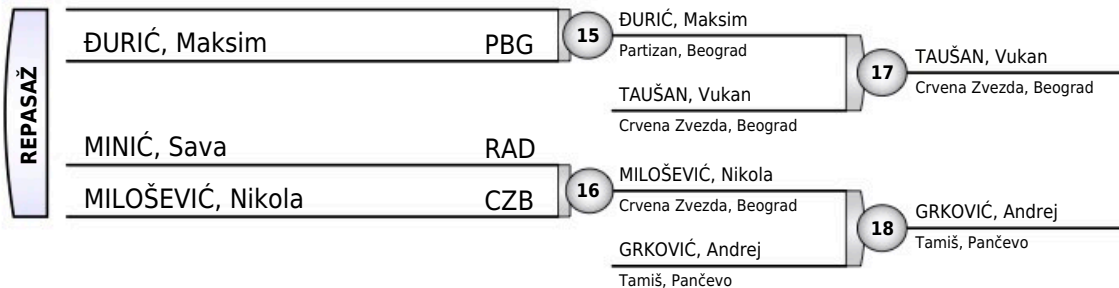 REPASAŽ
ĐURIĆ, Maksim PBG
15
ĐURIĆ, Maksim
Partizan, Beograd
TAUŠAN, Vukan
Crvena Zvezda, Beograd
17
TAUŠAN, Vukan
Crvena Zvezda, Beograd
MINIĆ, Sava RAD
MILOŠEVIĆ, Nikola CZB
16
MILOŠEVIĆ, Nikola
Crvena Zvezda, Beograd
GRKOVIĆ, Andrej
Tamiš, Pančevo
18
GRKOVIĆ, Andrej
Tamiš, Pančevo